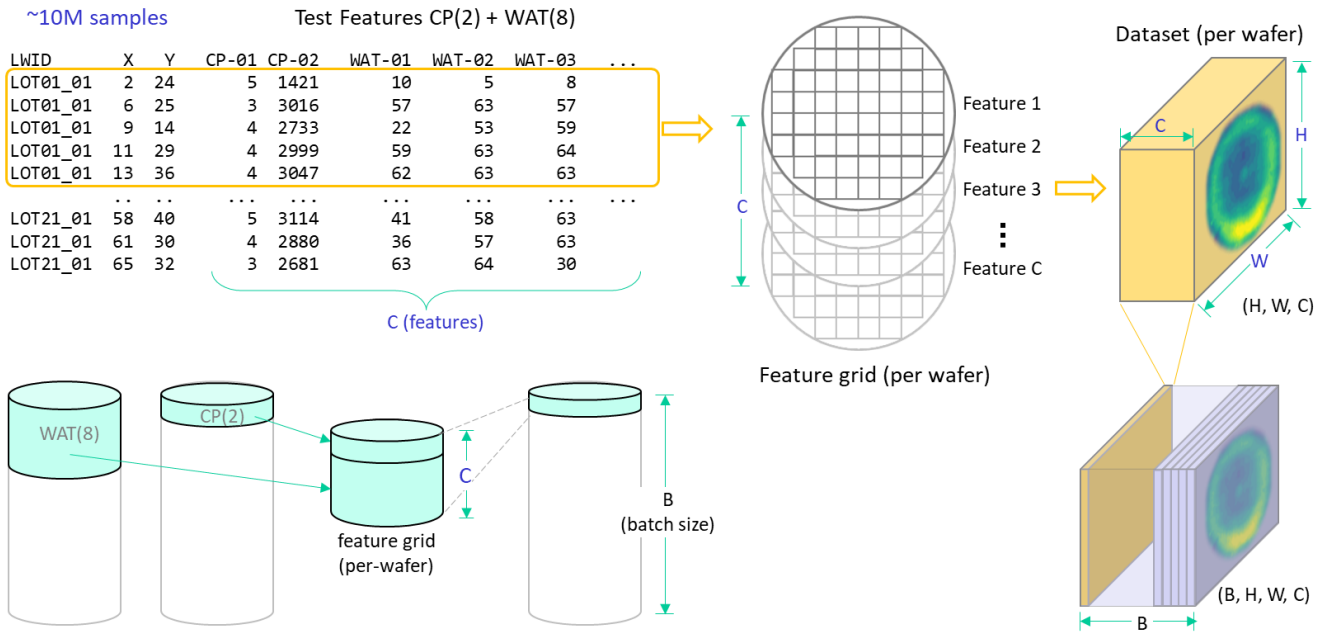 ~10M samples
Test Features CP(2) + WAT(8)
LWID X Y CP-01 CP-02 WAT-01 WAT-02 WAT-03 ...
LOT01_01 2 24 5 1421 10 5 8
LOT01_01 6 25 3 3016 57 63 57
LOT01_01 9 14 4 2733 22 53 59
LOT01_01 11 29 4 2999 59 63 64
LOT01_01 13 36 4 3047 62 63 63
.. .. ... ... ... ... ... ...
LOT21_01 58 40 5 3114 41 58 63
LOT21_01 61 30 4 2880 36 57 63
LOT21_01 65 32 3 2681 63 64 30
C (features)
C
Feature 1
Feature 2
Feature 3
⋮
Feature C
Feature grid (per wafer)
Dataset (per wafer)
C
H
W
(H, W, C)
WAT(8)
CP(2)
C
feature grid
(per-wafer)
B
(batch size)
(B, H, W, C)
B